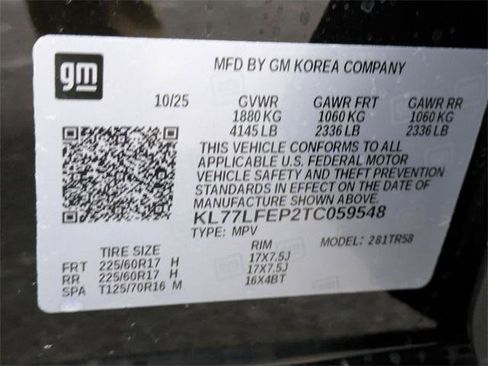 gm
MFD BY GM KOREA COMPANY
10/25 GVWR GAWR FRT GAWR RR
1880 KG 1060 KG 1060 KG
4145 LB 2336 LB 2336 LB
THIS VEHICLE CONFORMS TO ALL
APPLICABLE U.S. FEDERAL MOTOR
VEHICLE SAFETY AND THEFT PREVENTION
STANDARDS IN EFFECT ON THE DATE OF
MANUFACTURE SHOWN ABOVE.
KL77LFEP2TC059548
TYPE: MPV MODEL: 281TR58
TIRE SIZE RIM
FRT 225/60R17 H 17X7.5J
RR 225/60R17 H 17X7.5J
SPA T125/70R16 M 16X4BT